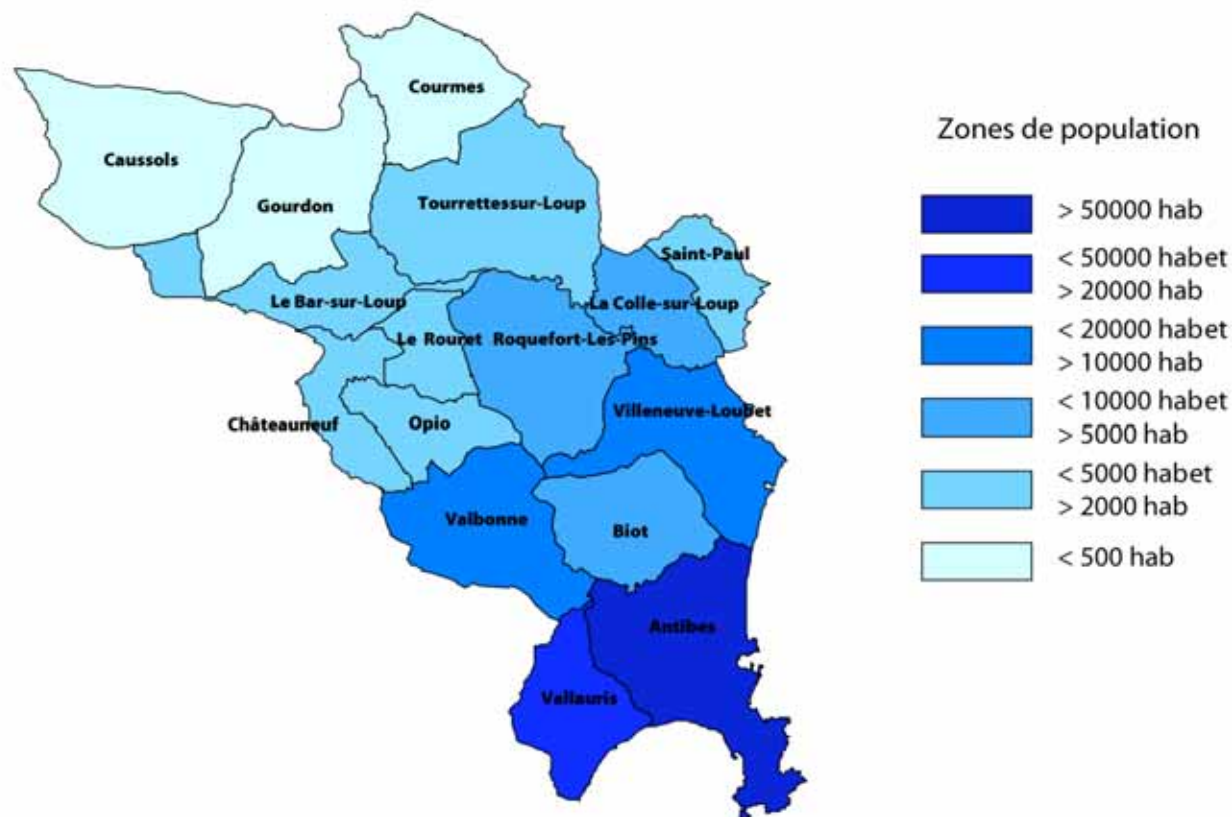 Courmes
Caussols
Gourdon
Tourrettessur-Loup
Saint-Paul
Le Bar-sur-Loup
La Colle-sur-Loup
Le Rouret
Roquefort-Les-Pins
Châteauneuf
Opio
Villeneuve-Loubet
Valbonne
Biot
Antibes
Vallauris
Zones de population
> 50000 hab
< 50000 habet
> 20000 hab
< 20000 habet
> 10000 hab
< 10000 habet
> 5000 hab
< 5000 habet
> 2000 hab
< 500 hab